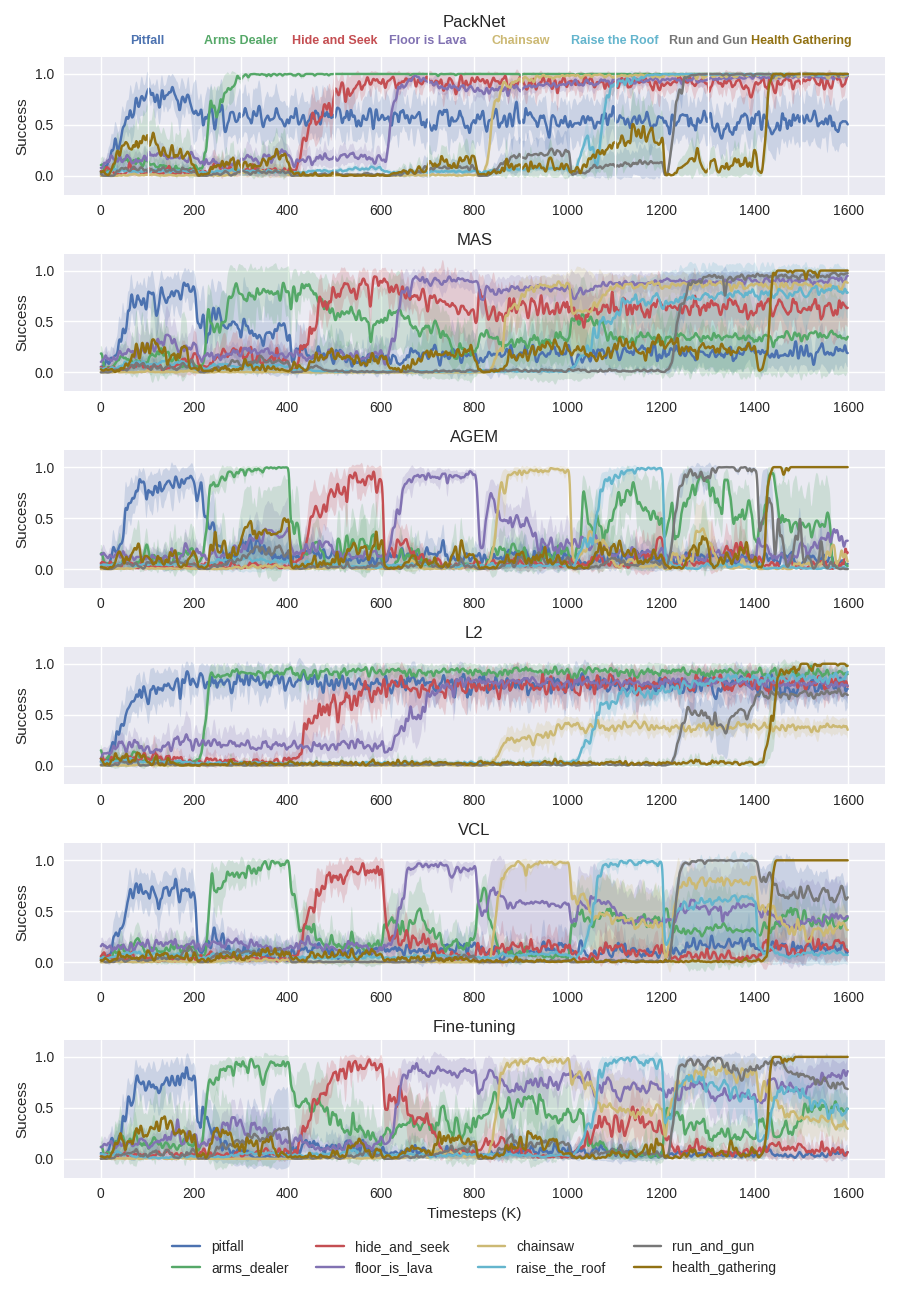 PackNet
Pitfall Arms Dealer Hide and Seek Floor is Lava Chainsaw Raise the Roof Run and Gun Health Gathering
Success
1.0
0.5
0.0
0 200 400 600 800 1000 1200 1400 1600
MAS
Success
1.0
0.5
0.0
0 200 400 600 800 1000 1200 1400 1600
AGEM
Success
1.0
0.5
0.0
0 200 400 600 800 1000 1200 1400 1600
L2
Success
1.0
0.5
0.0
0 200 400 600 800 1000 1200 1400 1600
VCL
Success
1.0
0.5
0.0
0 200 400 600 800 1000 1200 1400 1600
Fine-tuning
Success
1.0
0.5
0.0
0 200 400 600 800 1000 1200 1400 1600
Timesteps (K)
pitfall hide_and_seek chainsaw run_and_gun
arms_dealer floor_is_lava raise_the_roof health_gathering